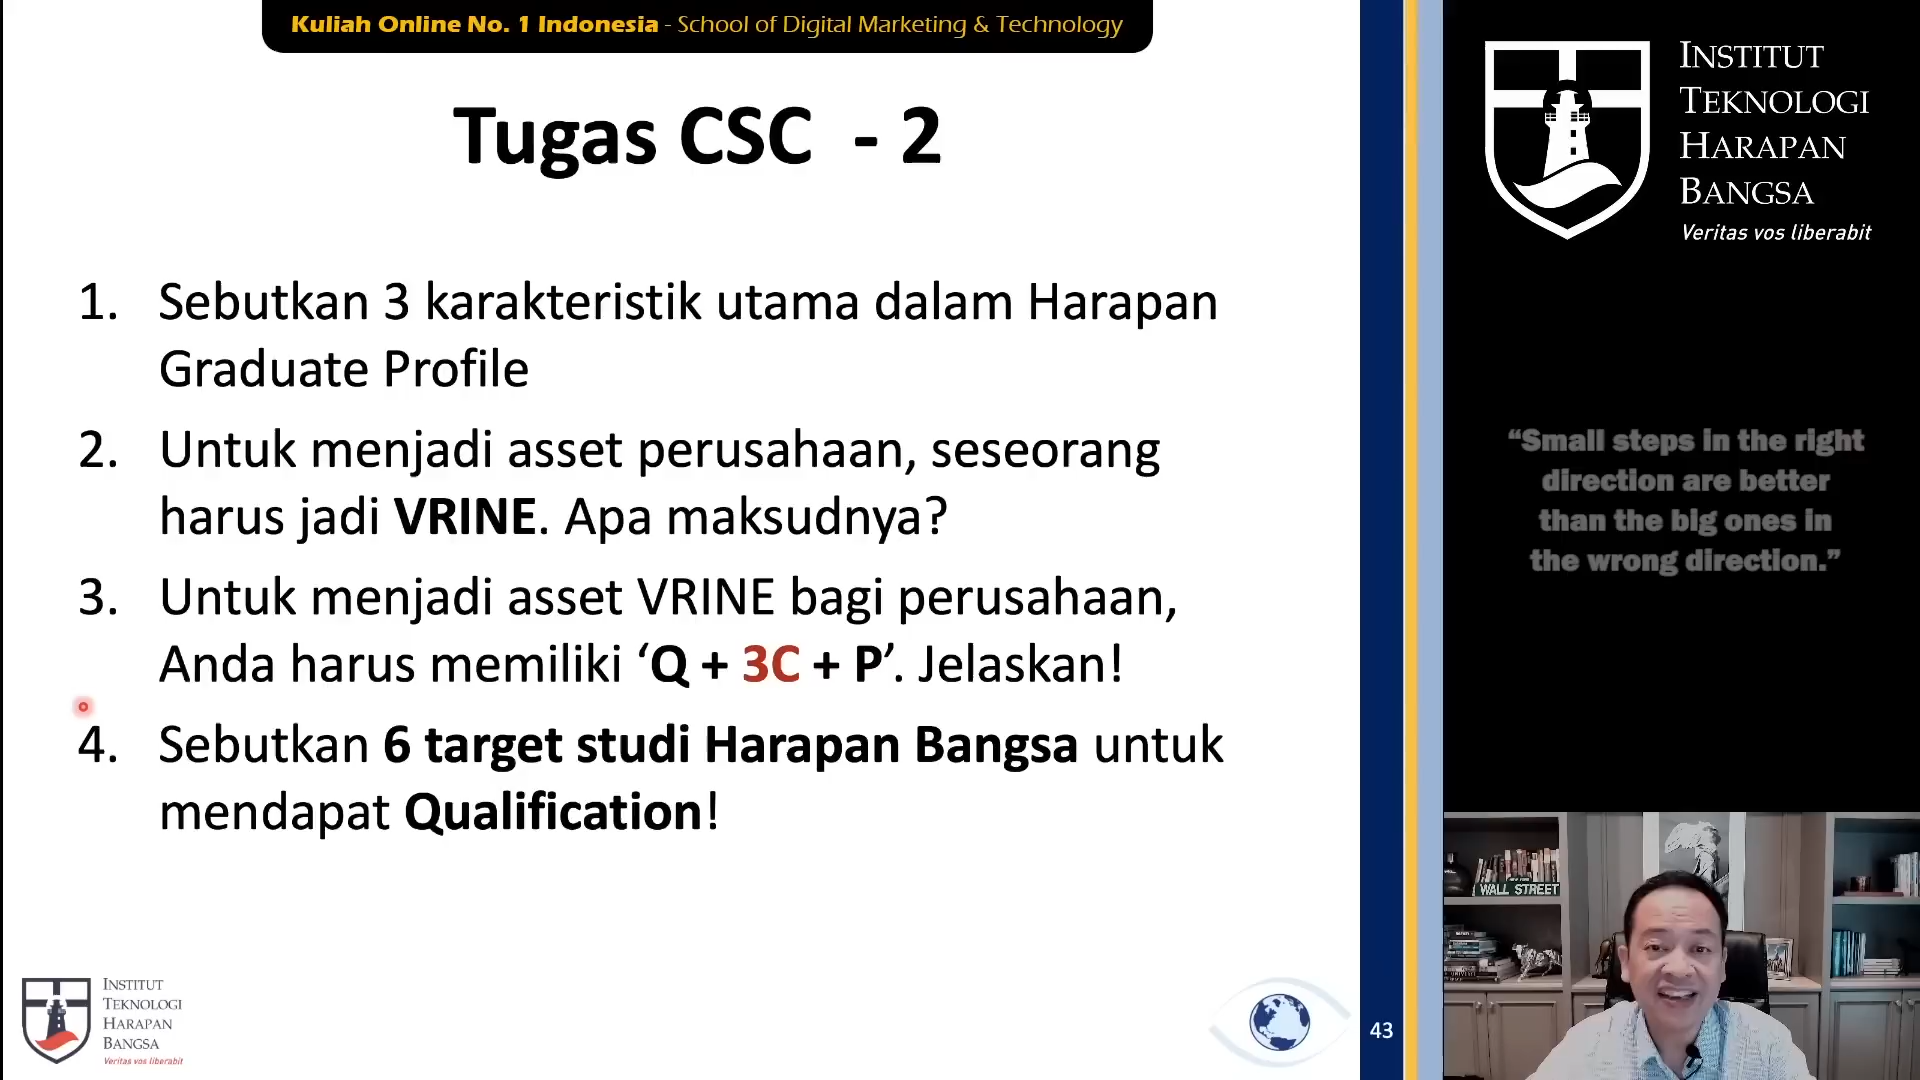 Kuliah Online No. 1 Indonesia - School of Digital Marketing & Technology
Tugas CSC - 2
1. Sebutkan 3 karakteristik utama dalam Harapan
Graduate Profile
2. Untuk menjadi asset perusahaan, seseorang
harus jadi VRINE. Apa maksudnya?
3. Untuk menjadi asset VRINE bagi perusahaan,
Anda harus memiliki ‘Q + 3C + P’. Jelaskan!
4. Sebutkan 6 target studi Harapan Bangsa untuk
mendapat Qualification!
INSTITUT
TEKNOLOGI
HARAPAN
BANGSA
Veritas vos liberabit
43
INSTITUT
TEKNOLOGI
HARAPAN
BANGSA
Veritas vos liberabit
“Small steps in the right
direction are better
than the big ones in
the wrong direction.”
WALL STREET